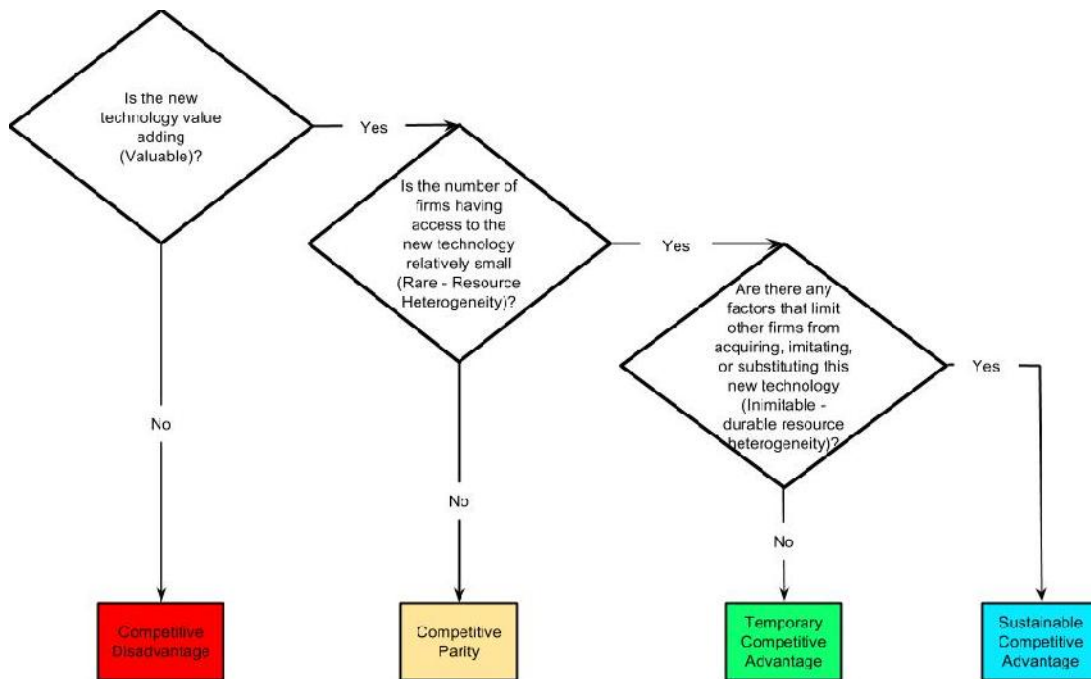 Is the new
technology value
adding
(Valuable)?
Yes
Is the number of
firms having
access to the
new technology
relatively small
(Rare - Resource
Heterogeneity)?
Yes
Are there any
factors that limit
other firms from
acquiring, imitating,
or substituting this
new technology
(Inimitable -
durable resource
heterogeneity)?
Yes
No
No
No
Competitive
Disadvantage
Competitive
Parity
Temporary
Competitive
Advantage
Sustainable
Competitive
Advantage